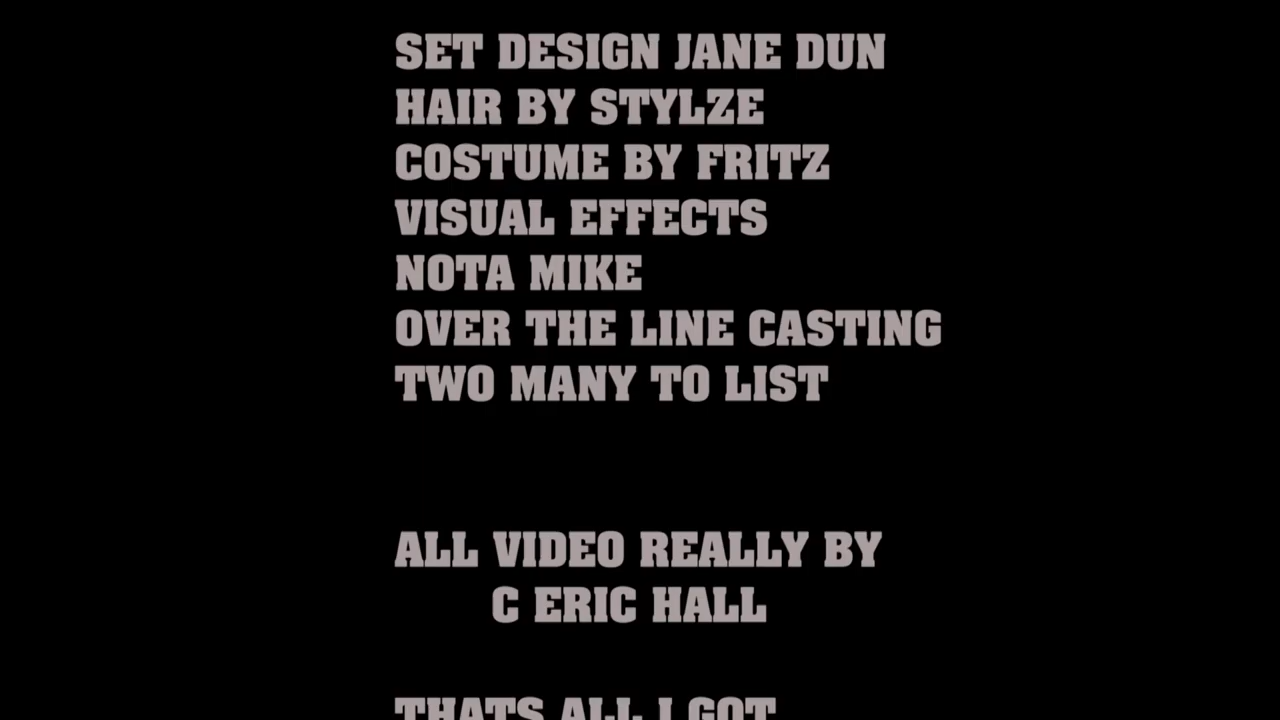 SET DESIGN JANE DUN
HAIR BY STYLZE
COSTUME BY FRITZ
VISUAL EFFECTS
NOTA MIKE
OVER THE LINE CASTING
TWO MANY TO LIST
ALL VIDEO REALLY BY
C ERIC HALL
THATS ALL I GOT